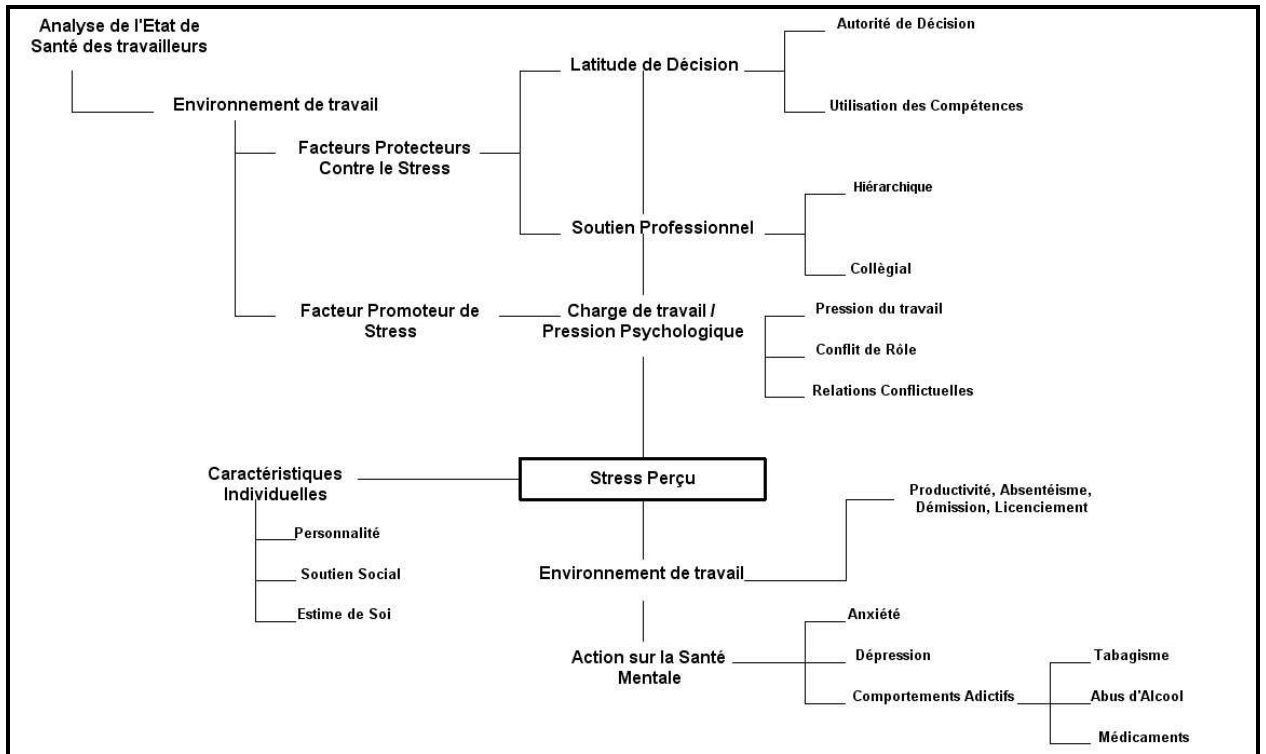 Analyse de l'Etat de
Santé des travailleurs
Autorité de Décision
Latitude de Décision
Environnement de travail
Utilisation des Compétences
Facteurs Protecteurs
Contre le Stress
Hiérarchique
Soutien Professionnel
Collègial
Facteur Promoteur de
Stress
Charge de travail /
Pression Psychologique
Pression du travail
Conflit de Rôle
Relations Conflictuelles
Caractéristiques
Individuelles
Stress Perçu
Productivité, Absentéisme,
Démission, Licenciement
Personnalité
Soutien Social
Estime de Soi
Environnement de travail
Anxiété
Action sur la Santé
Mentale
Dépression
Tabagisme
Comportements Adictifs
Abus d'Alcool
Médicaments